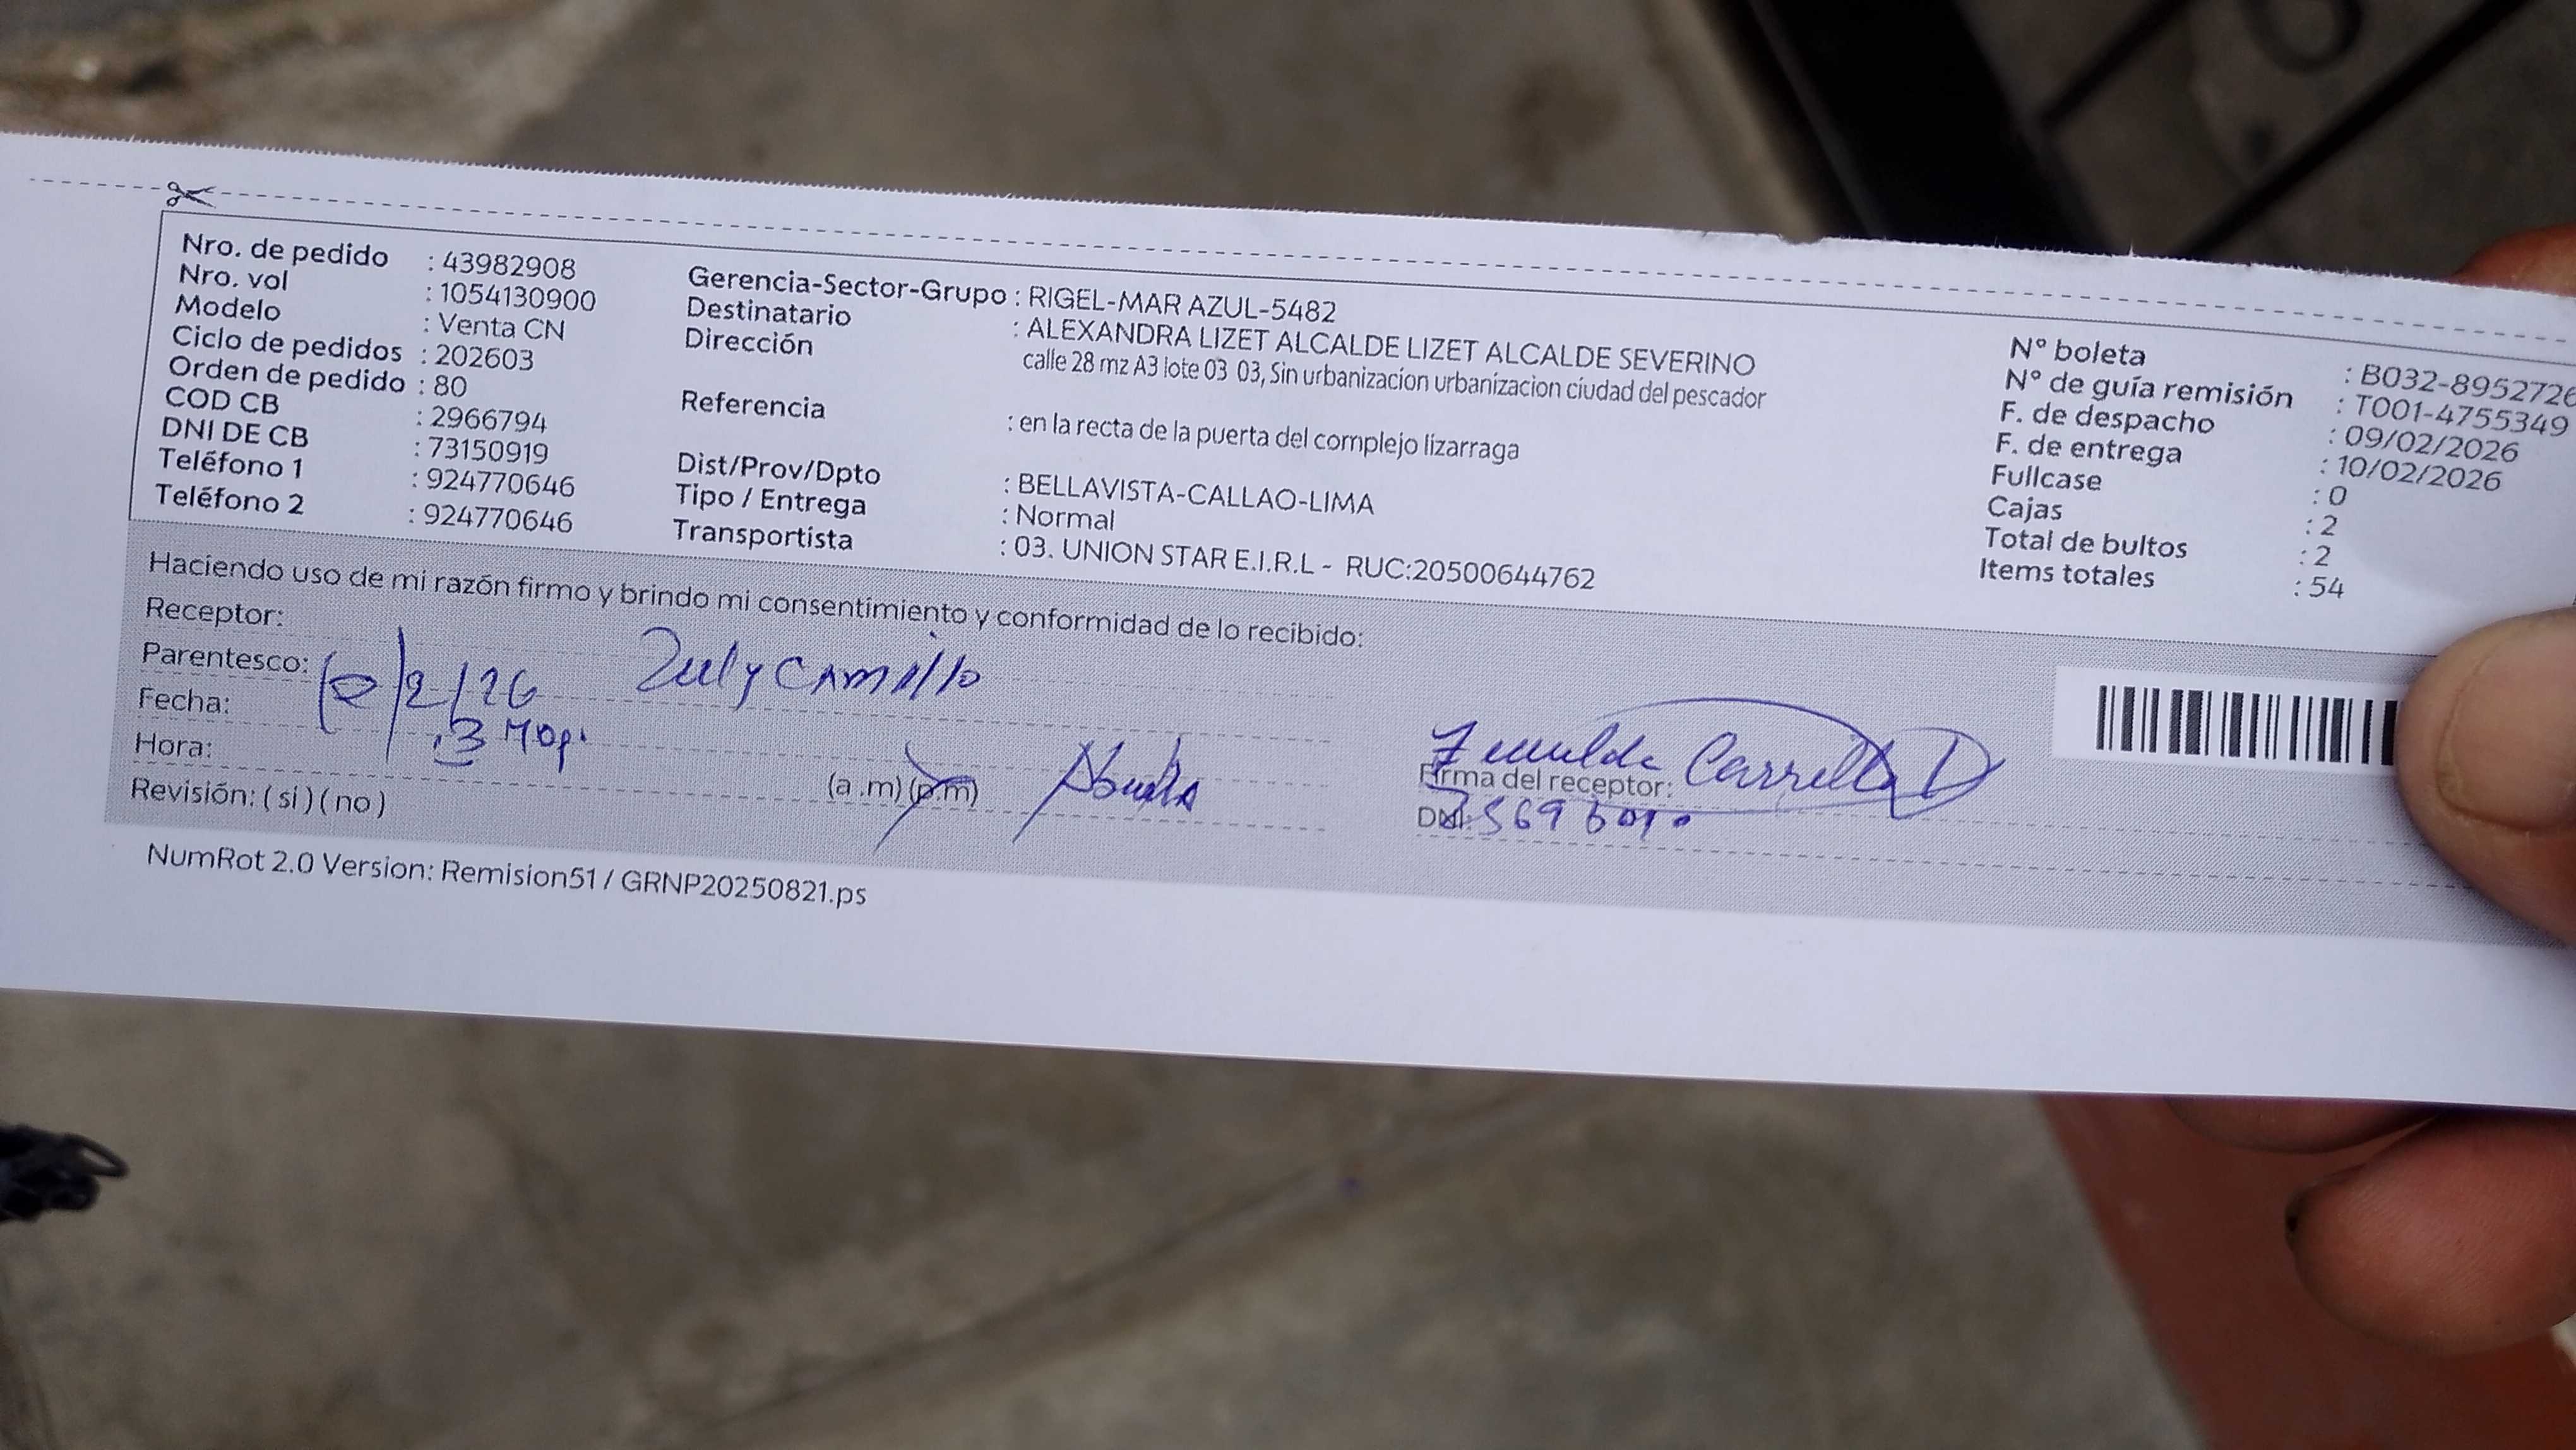 Nro. de pedido : 43982908
Nro. vol : 1054130900
Modelo : Venta CN
Ciclo de pedidos : 202603
Orden de pedido : 80
COD CB : 2966794
DNI DE CB : 73150919
Teléfono 1 : 924770646
Teléfono 2 : 924770646
Gerencia-Sector-Grupo : RIGEL-MAR AZUL-5482
Destinatario : ALEXANDRA LIZET ALCALDE LIZET ALCALDE SEVERINO
Dirección calle 28 mz A3 lote 03 03, Sin urbanizacion urbanizacion ciudad del pescador
Referencia : en la recta de la puerta del complejo lizarraga
Dist/Prov/Dpto : BELLAVISTA-CALLAO-LIMA
Tipo / Entrega : Normal
Transportista : 03. UNION STAR E.I.R.L - RUC:20500644762
N° boleta : B032-8952726
N° de guía remisión : T001-4755349
F. de despacho : 09/02/2026
F. de entrega : 10/02/2026
Fullcase : 0
Cajas : 2
Total de bultos : 2
Items totales : 54
Haciendo uso de mi razón firmo y brindo mi consentimiento y conformidad de lo recibido:
Receptor:
Parentesco:
Fecha: 10/2/26 Zuly
Hora: 3
(a .m) (p.m) Abuela
Revisión: ( si ) ( no )
Firma del receptor:
DNI:
NumRot 2.0 Version: Remision51 / GRNP20250821.ps